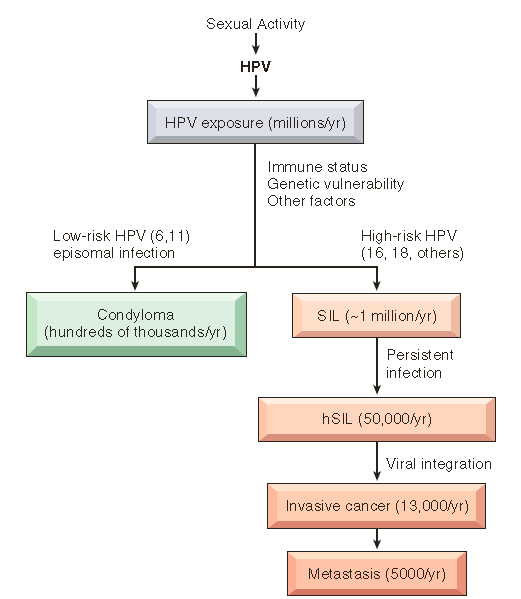 Sexual Activity
HPV
HPV exposure (millions/yr)
Immune status
Genetic vulnerability
Other factors
Low-risk HPV (6,11)
episomal infection
High-risk HPV
(16, 18, others)
Condyloma
(hundreds of thousands/yr)
SIL (~1 million/yr)
Persistent
infection
hSIL (50,000/yr)
Viral integration
Invasive cancer (13,000/yr)
Metastasis (5000/yr)